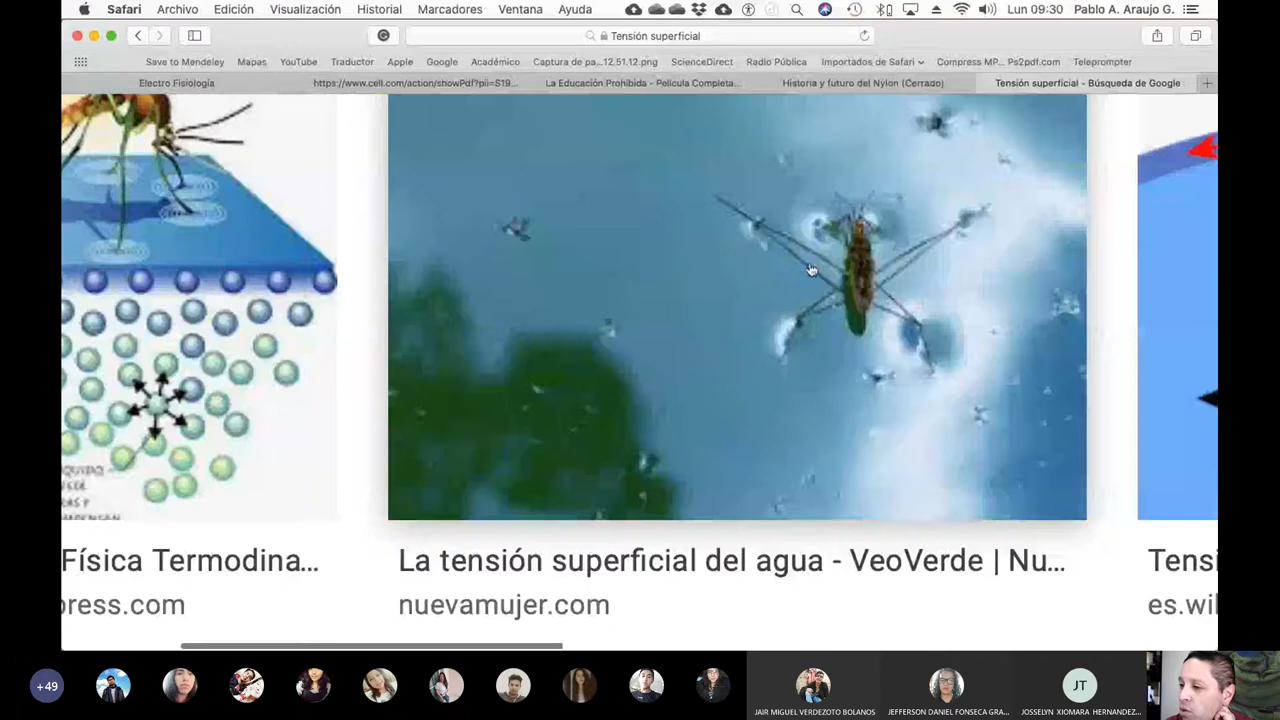 Safari Archivo Edición Visualización Historial Marcadores Ventana Ayuda Lun 09:30 Pablo A. Araujo G.
Tensión superficial
Save to Mendeley Mapas YouTube Traductor Apple Google Académico Captura de pa...12.51.12.png ScienceDirect Radio Pública Importados de Safari Compress MP... Ps2pdf.com Teleprompter
Electro Fisiología https://www.cell.com/action/showPdf?pii=S19... La Educación Prohibida - Película Completa... Historia y futuro del Nylon (Cerrado) Tensión superficial - Búsqueda de Google
Física Termodina... La tensión superficial del agua - VeoVerde | Nu... Tensi
press.com nuevamujer.com es.wil
+49 JT
JAIR MIGUEL VERDEZOTO BOLANOS JEFFERSON DANIEL FONSECA GRA... JOSSELYN XIOMARA HERNANDEZ...